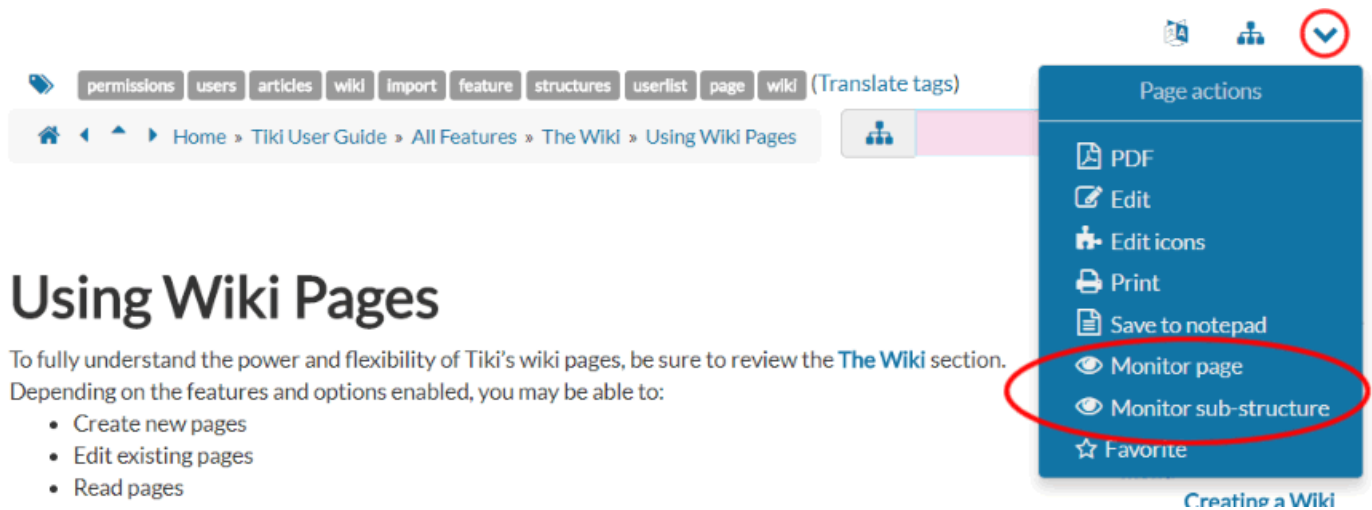 permissions users articles wiki import feature structures userlist page wiki (Translate tags)
Home » Tiki User Guide » All Features » The Wiki » Using Wiki Pages
Page actions
PDF
Edit
Edit icons
Print
Save to notepad
Monitor page
Monitor sub-structure
Favorite
Using Wiki Pages
To fully understand the power and flexibility of Tiki's wiki pages, be sure to review the The Wiki section.
Depending on the features and options enabled, you may be able to:
• Create new pages
• Edit existing pages
• Read pages
Creating a Wiki